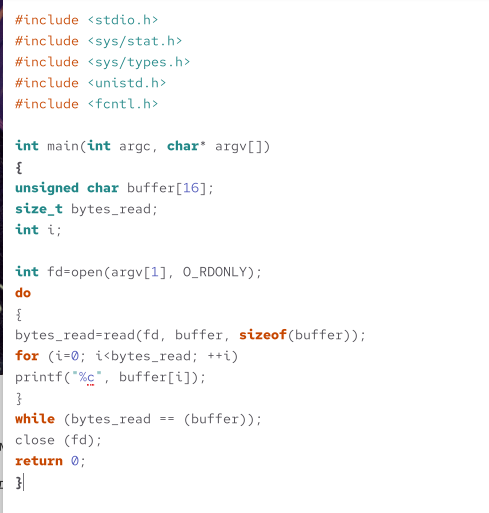 #include <stdio.h>
#include <sys/stat.h>
#include <sys/types.h>
#include <unistd.h>
#include <fcntl.h>
int main(int argc, char* argv[])
{
unsigned char buffer[16];
size_t bytes_read;
int i;
int fd=open(argv[1], O_RDONLY);
do
{
bytes_read=read(fd, buffer, sizeof(buffer));
for (i=0; i<bytes_read; ++i)
printf("%c", buffer[i]);
}
while (bytes_read == (buffer));
close (fd);
return 0;
}